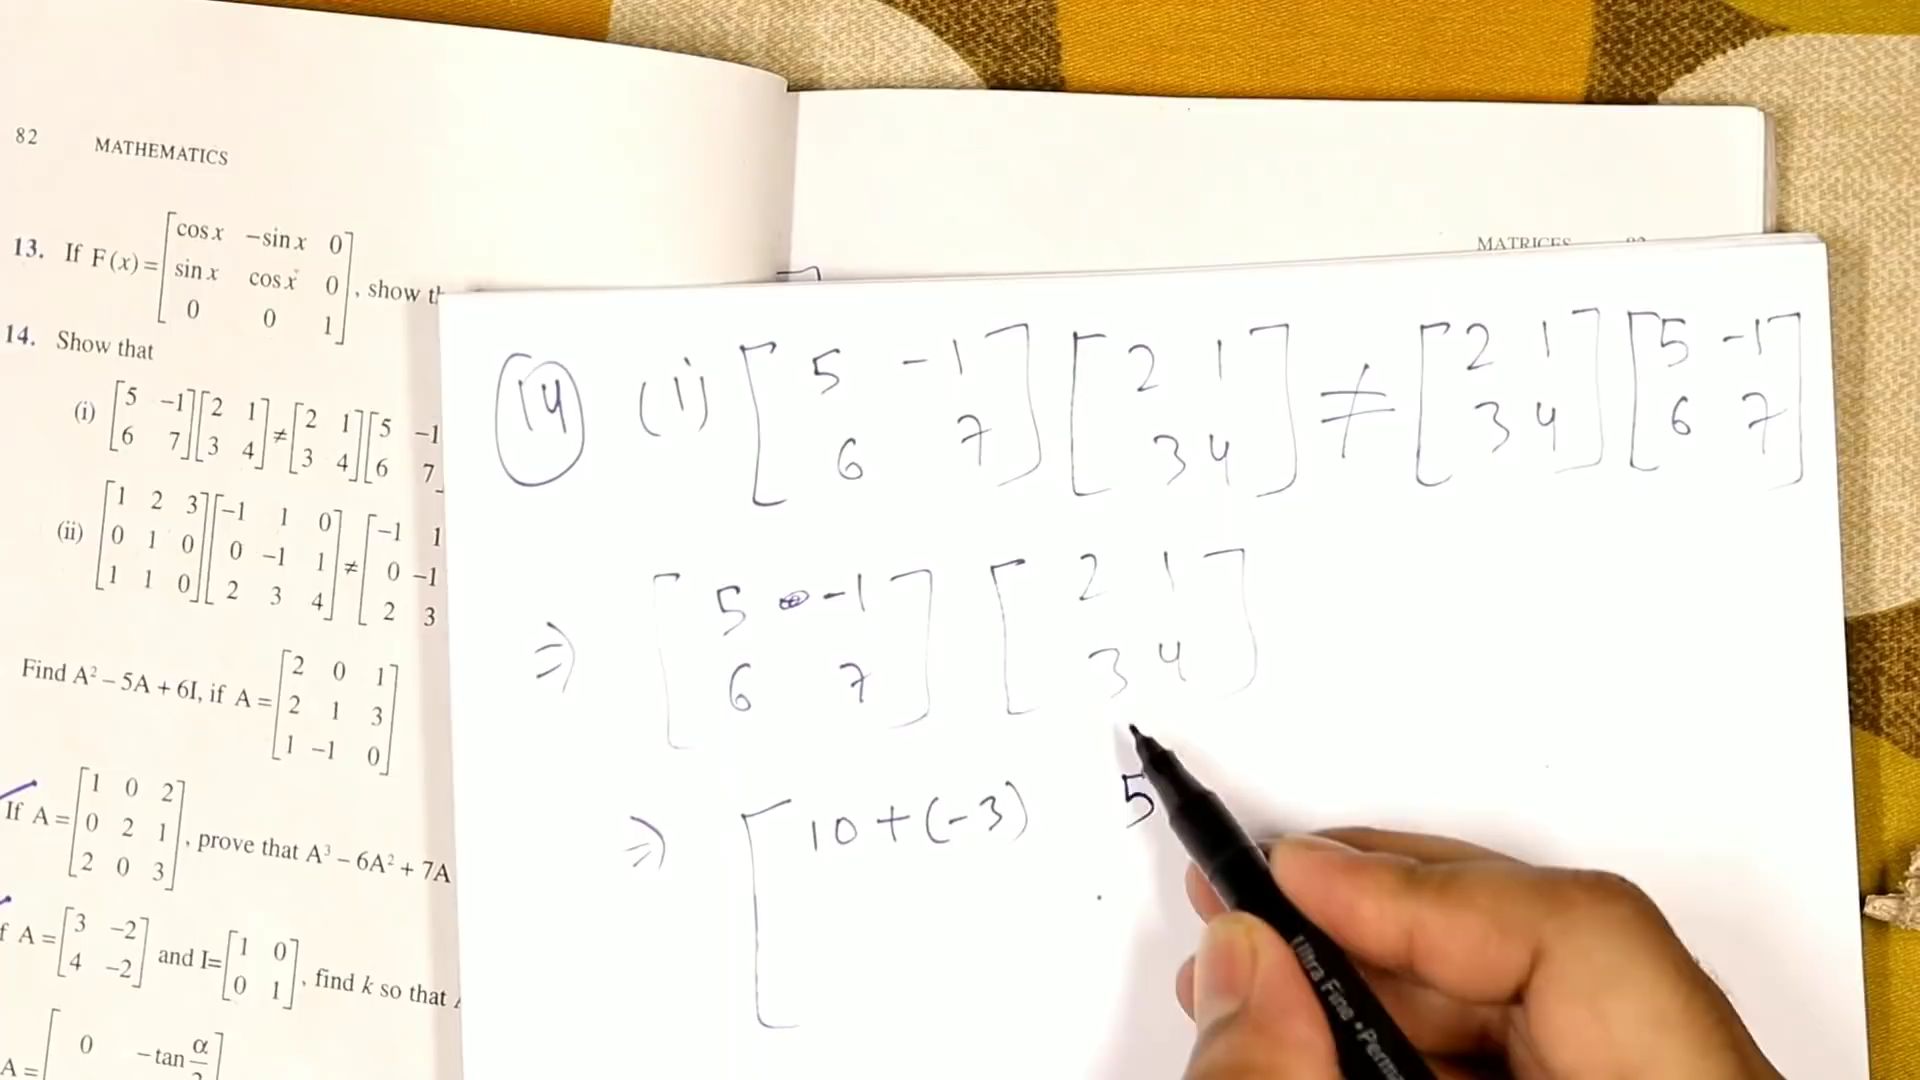 82 MATHEMATICS
13. If F(x) = [cos x −sin x 0
sin x cos x 0
0 0 1], show th
14. Show that
(i) [5 −1
6 7] [2 1
3 4] ≠ [2 1
3 4] [5 −1
6 7]
(ii) [1 2 3
0 1 0
1 1 0] [−1 1 0
0 −1 1
2 3 4] ≠ [−1 1
0 −1
2 3
Find A² − 5A + 6I, if A = [2 0 1
2 1 3
1 −1 0]
If A = [1 0 2
0 2 1
2 0 3], prove that A³ − 6A² + 7A
f A = [3 −2
4 −2] and I = [1 0
0 1], find k so that
A = [0 −tan α/2
MATRICES
14 (i) [5 −1
6 7] [2 1
3 4] ≠ [2 1
3 4] [5 −1
6 7]
⇒ [5 −1
6 7] [2 1
3 4]
⇒ [10 + (−3) 5
Ultra Fine • Perma